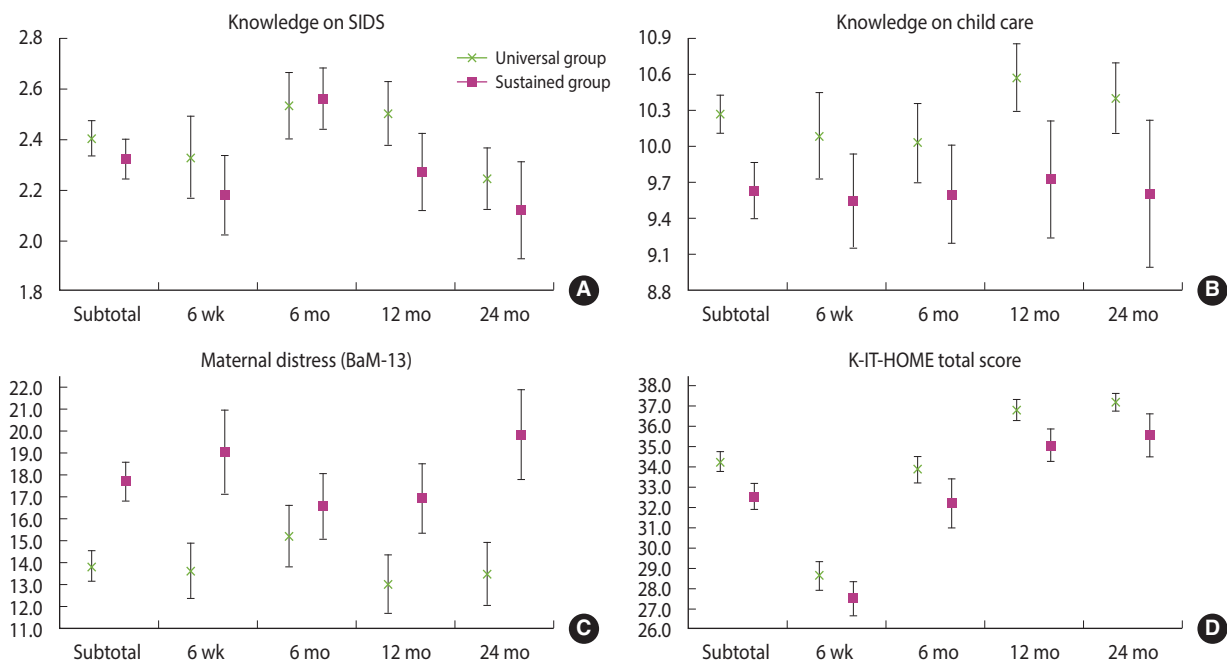 Knowledge on SIDS
2.8
2.6
2.4
2.2
2.0
1.8
Universal group
Sustained group
Subtotal 6 wk 6 mo 12 mo 24 mo
A
Knowledge on child care
10.9
10.6
10.3
10.0
9.7
9.4
9.1
8.8
Subtotal 6 wk 6 mo 12 mo 24 mo
B
Maternal distress (BaM-13)
22.0
21.0
20.0
19.0
18.0
17.0
16.0
15.0
14.0
13.0
12.0
11.0
Subtotal 6 wk 6 mo 12 mo 24 mo
C
K-IT-HOME total score
38.0
37.0
36.0
35.0
34.0
33.0
32.0
31.0
30.0
29.0
28.0
27.0
26.0
Subtotal 6 wk 6 mo 12 mo 24 mo
D